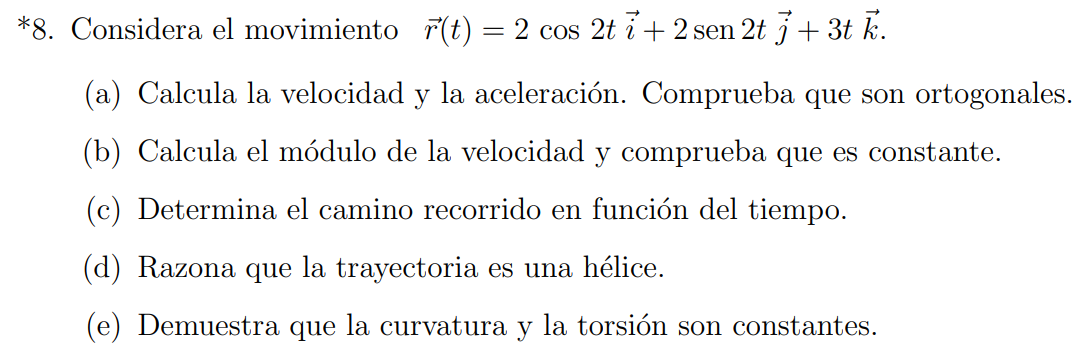 *8. Considera el movimiento $\vec{r}(t) = 2 \cos 2t \, \vec{i} + 2 \operatorname{sen} 2t \, \vec{j} + 3t \, \vec{k}$.
(a) Calcula la velocidad y la aceleración. Comprueba que son ortogonales.
(b) Calcula el módulo de la velocidad y comprueba que es constante.
(c) Determina el camino recorrido en función del tiempo.
(d) Razona que la trayectoria es una hélice.
(e) Demuestra que la curvatura y la torsión son constantes.